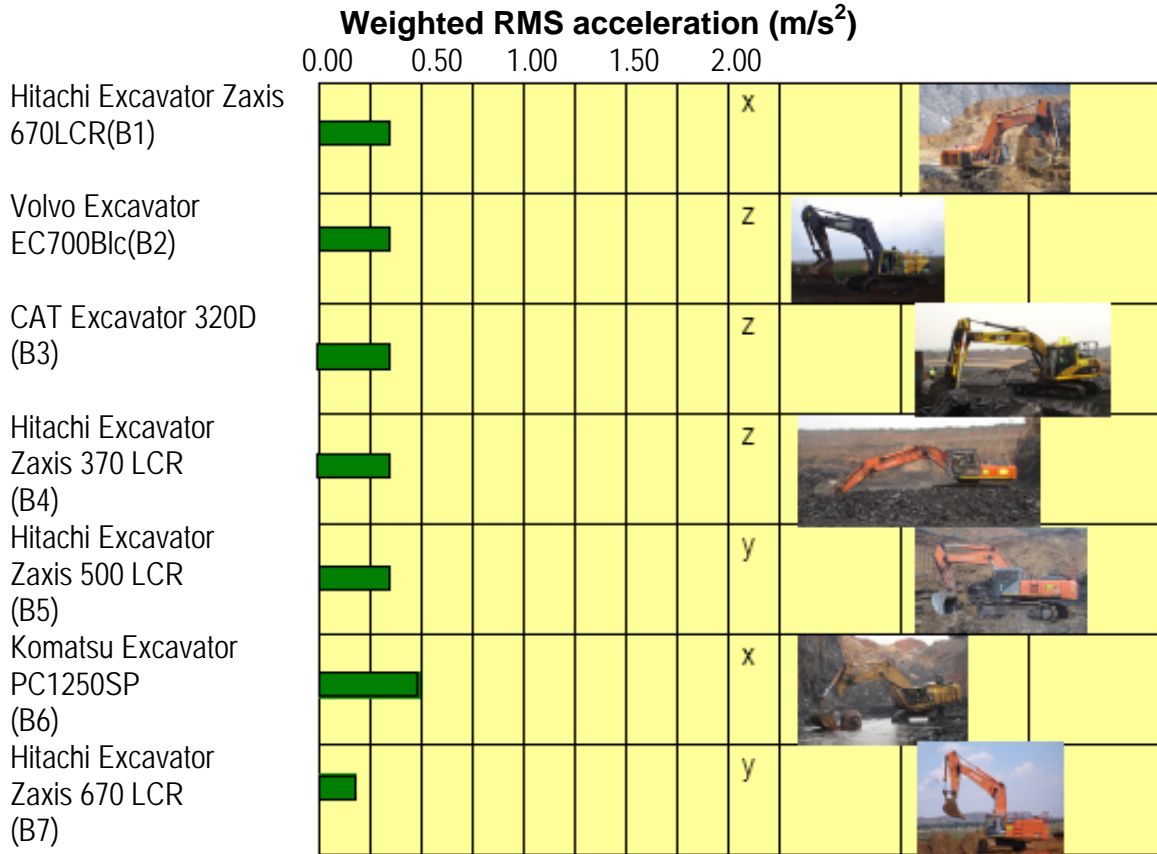 Weighted RMS acceleration (m/s²)
0.00 0.50 1.00 1.50 2.00
Hitachi Excavator Zaxis
670LCR(B1)
x
Volvo Excavator
EC700Blc(B2)
z
CAT Excavator 320D
(B3)
z
Hitachi Excavator
Zaxis 370 LCR
(B4)
z
Hitachi Excavator
Zaxis 500 LCR
(B5)
y
Komatsu Excavator
PC1250SP
(B6)
x
Hitachi Excavator
Zaxis 670 LCR
(B7)
y